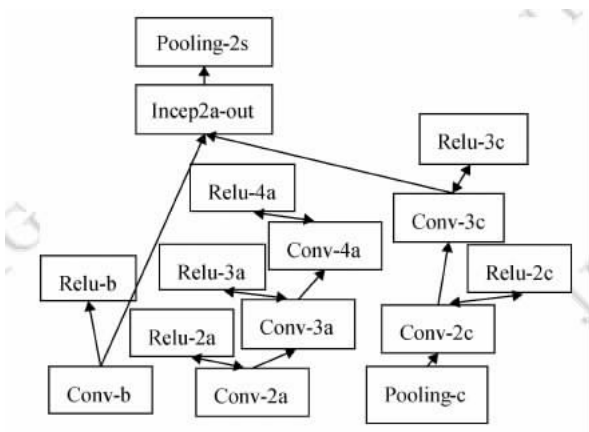 Pooling-2s
Incep2a-out
Relu-3c
Relu-4a
Conv-3c
Conv-4a
Relu-3a
Relu-2c
Relu-b
Conv-3a
Relu-2a
Conv-2c
Conv-b
Conv-2a
Pooling-c